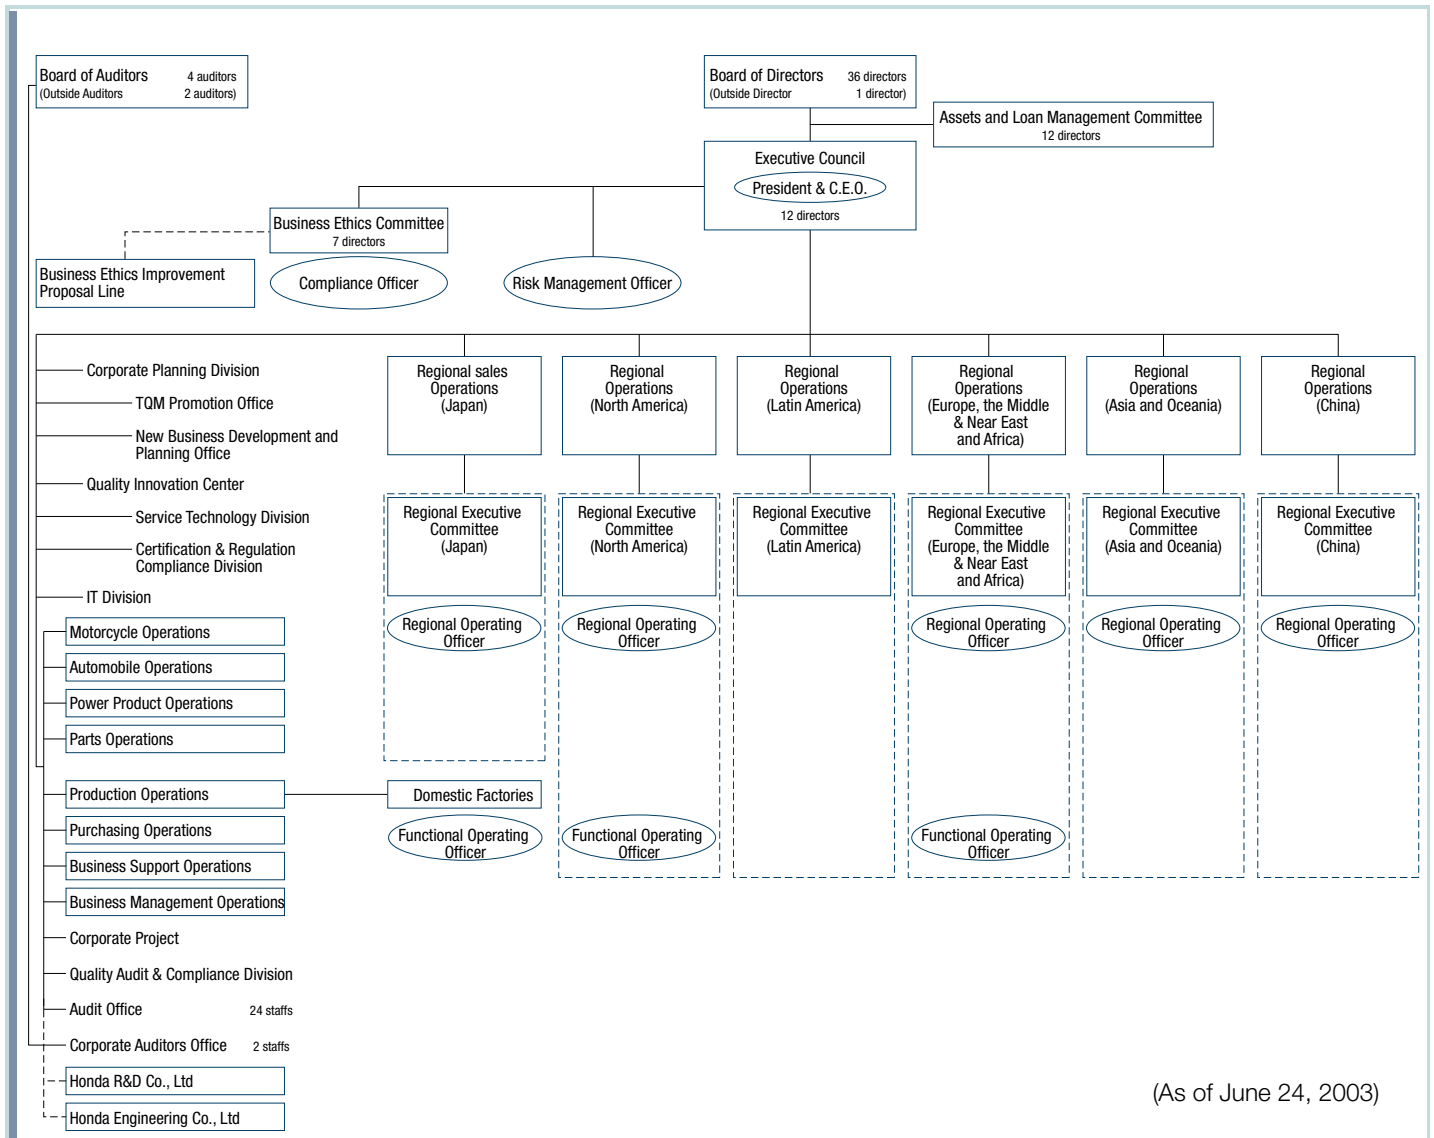 Board of Auditors 4 auditors
(Outside Auditors 2 auditors)
Board of Directors 36 directors
(Outside Director 1 director)
Assets and Loan Management Committee
12 directors
Executive Council
President & C.E.O.
12 directors
Business Ethics Committee
7 directors
Business Ethics Improvement
Proposal Line
Compliance Officer
Risk Management Officer
Corporate Planning Division
TQM Promotion Office
New Business Development and
Planning Office
Quality Innovation Center
Service Technology Division
Certification & Regulation
Compliance Division
IT Division
Motorcycle Operations
Automobile Operations
Power Product Operations
Parts Operations
Production Operations
Purchasing Operations
Business Support Operations
Business Management Operations
Corporate Project
Quality Audit & Compliance Division
Audit Office 24 staffs
Corporate Auditors Office 2 staffs
Honda R&D Co., Ltd
Honda Engineering Co., Ltd
Regional sales
Operations
(Japan)
Regional Executive
Committee
(Japan)
Regional Operating
Officer
Domestic Factories
Functional Operating
Officer
Regional
Operations
(North America)
Regional Executive
Committee
(North America)
Regional Operating
Officer
Functional Operating
Officer
Regional
Operations
(Latin America)
Regional Executive
Committee
(Latin America)
Regional
Operations
(Europe, the Middle
& Near East
and Africa)
Regional Executive
Committee
(Europe, the Middle
& Near East
and Africa)
Regional Operating
Officer
Functional Operating
Officer
Regional
Operations
(Asia and Oceania)
Regional Executive
Committee
(Asia and Oceania)
Regional Operating
Officer
Regional
Operations
(China)
Regional Executive
Committee
(China)
Regional Operating
Officer
(As of June 24, 2003)